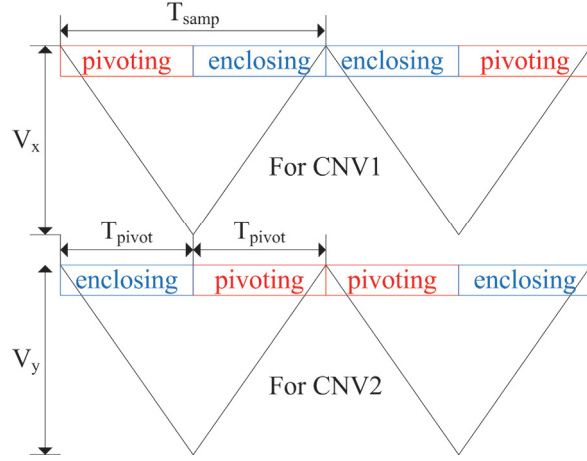 T_samp
pivoting enclosing enclosing pivoting
V_x
For CNV1
T_pivot T_pivot
enclosing pivoting pivoting enclosing
V_y
For CNV2